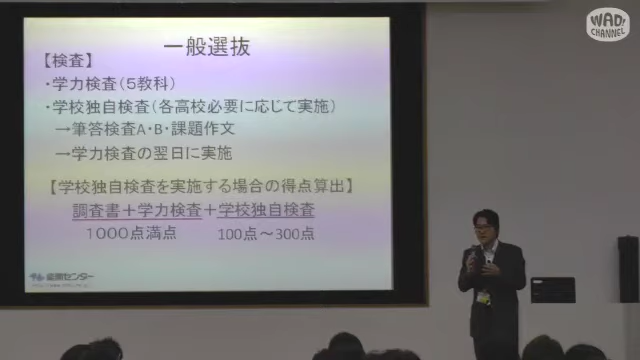 WAD!
CHANNEL
一般選抜
【検査】
・学力検査(5教科)
・学校独自検査(各高校必要に応じて実施)
→筆答検査A・B・課題作文
→学力検査の翌日に実施
【学校独自検査を実施する場合の得点算出】
調査書+学力検査+学校独自検査
1000点満点 100点~300点